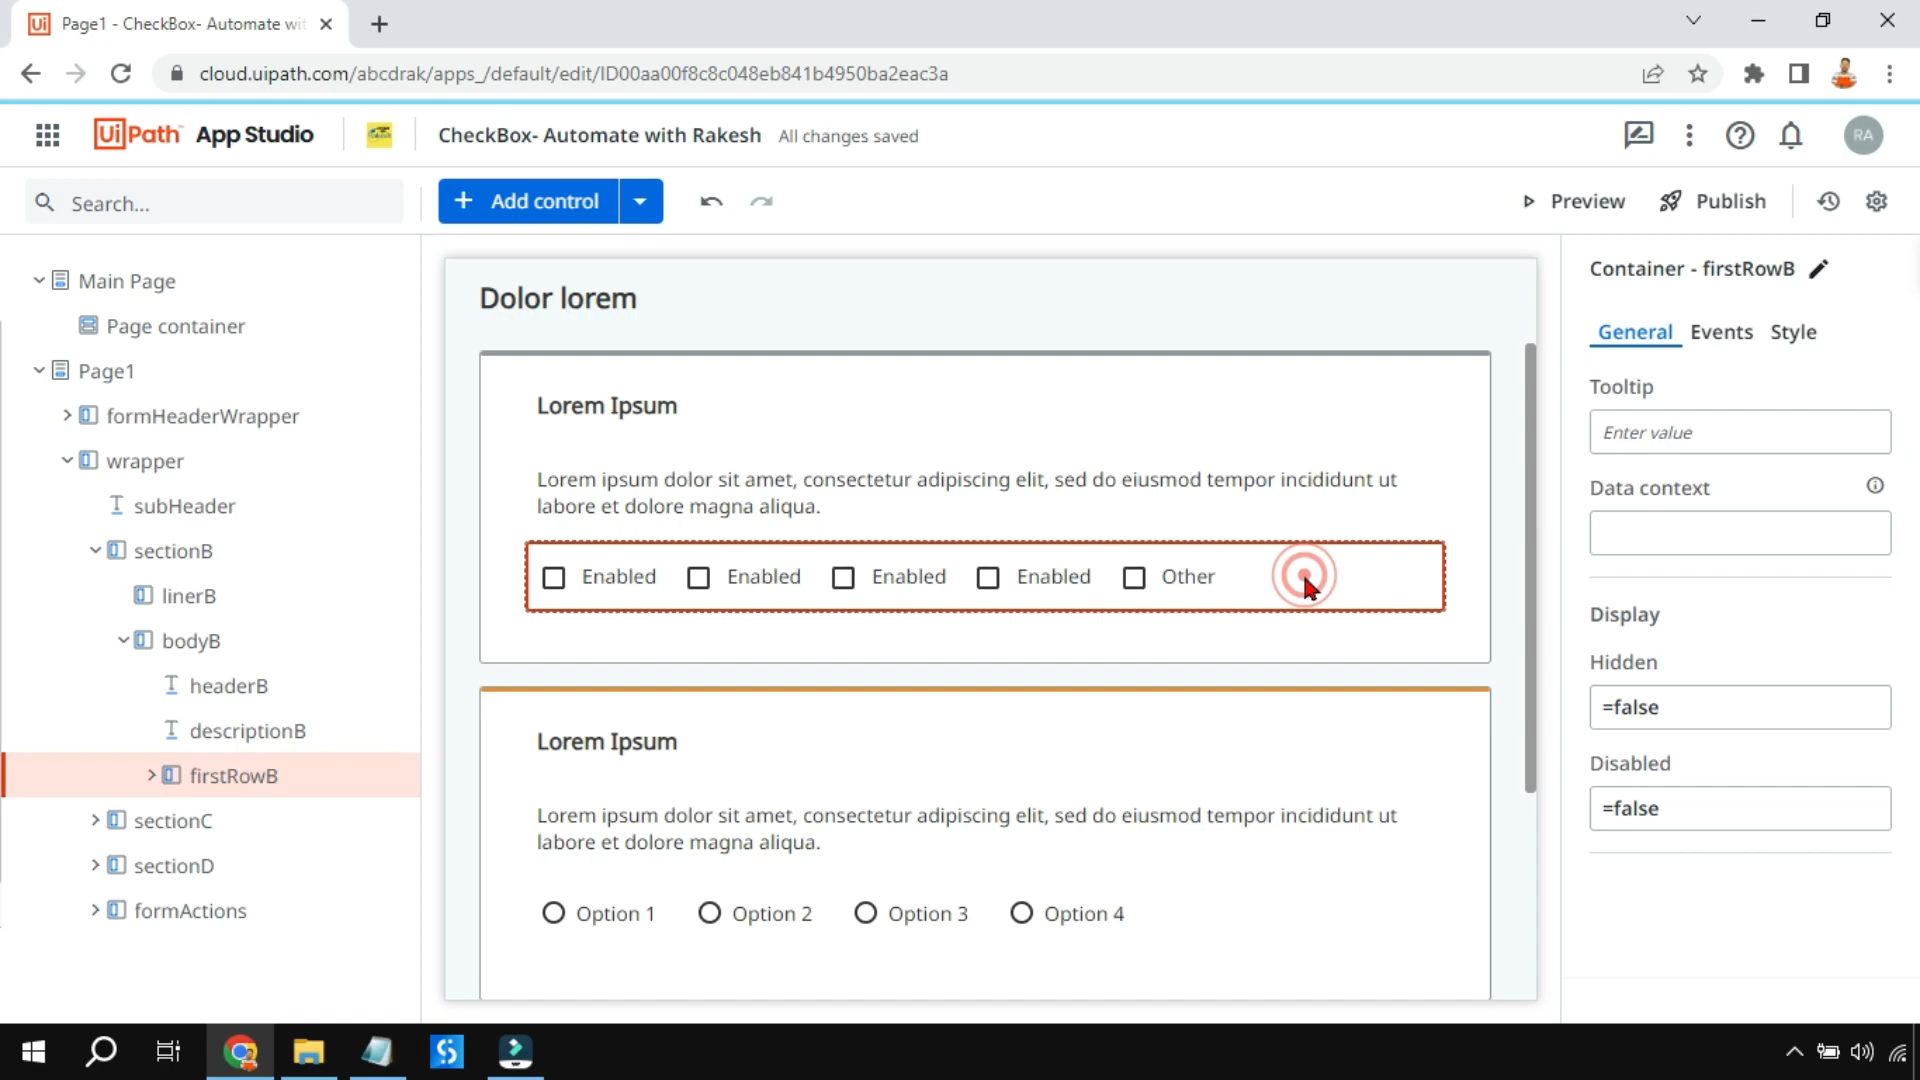 Page1 - CheckBox- Automate wit
cloud.uipath.com/abcdrak/apps_/default/edit/ID00aa00f8c8c048eb841b4950ba2eac3a
UiPath App Studio
CheckBox- Automate with Rakesh
All changes saved
RA
Search...
Add control
Preview
Publish
Main Page
Page container
Page1
formHeaderWrapper
wrapper
subHeader
sectionB
linerB
bodyB
headerB
descriptionB
firstRowB
sectionC
sectionD
formActions
Dolor lorem
Lorem Ipsum
Lorem ipsum dolor sit amet, consectetur adipiscing elit, sed do eiusmod tempor incididunt ut
labore et dolore magna aliqua.
Enabled Enabled Enabled Enabled Other
Lorem Ipsum
Lorem ipsum dolor sit amet, consectetur adipiscing elit, sed do eiusmod tempor incididunt ut
labore et dolore magna aliqua.
Option 1 Option 2 Option 3 Option 4
Container - firstRowB
General Events Style
Tooltip
Enter value
Data context
Display
Hidden
=false
Disabled
=false